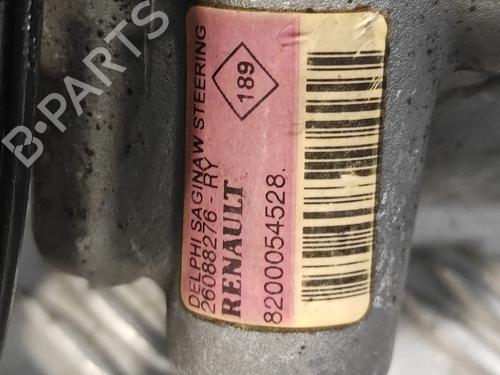 B-PARTS
189
DELPHI SAGINAW STEERING
26088276 - RY
RENAULT
8200054528.